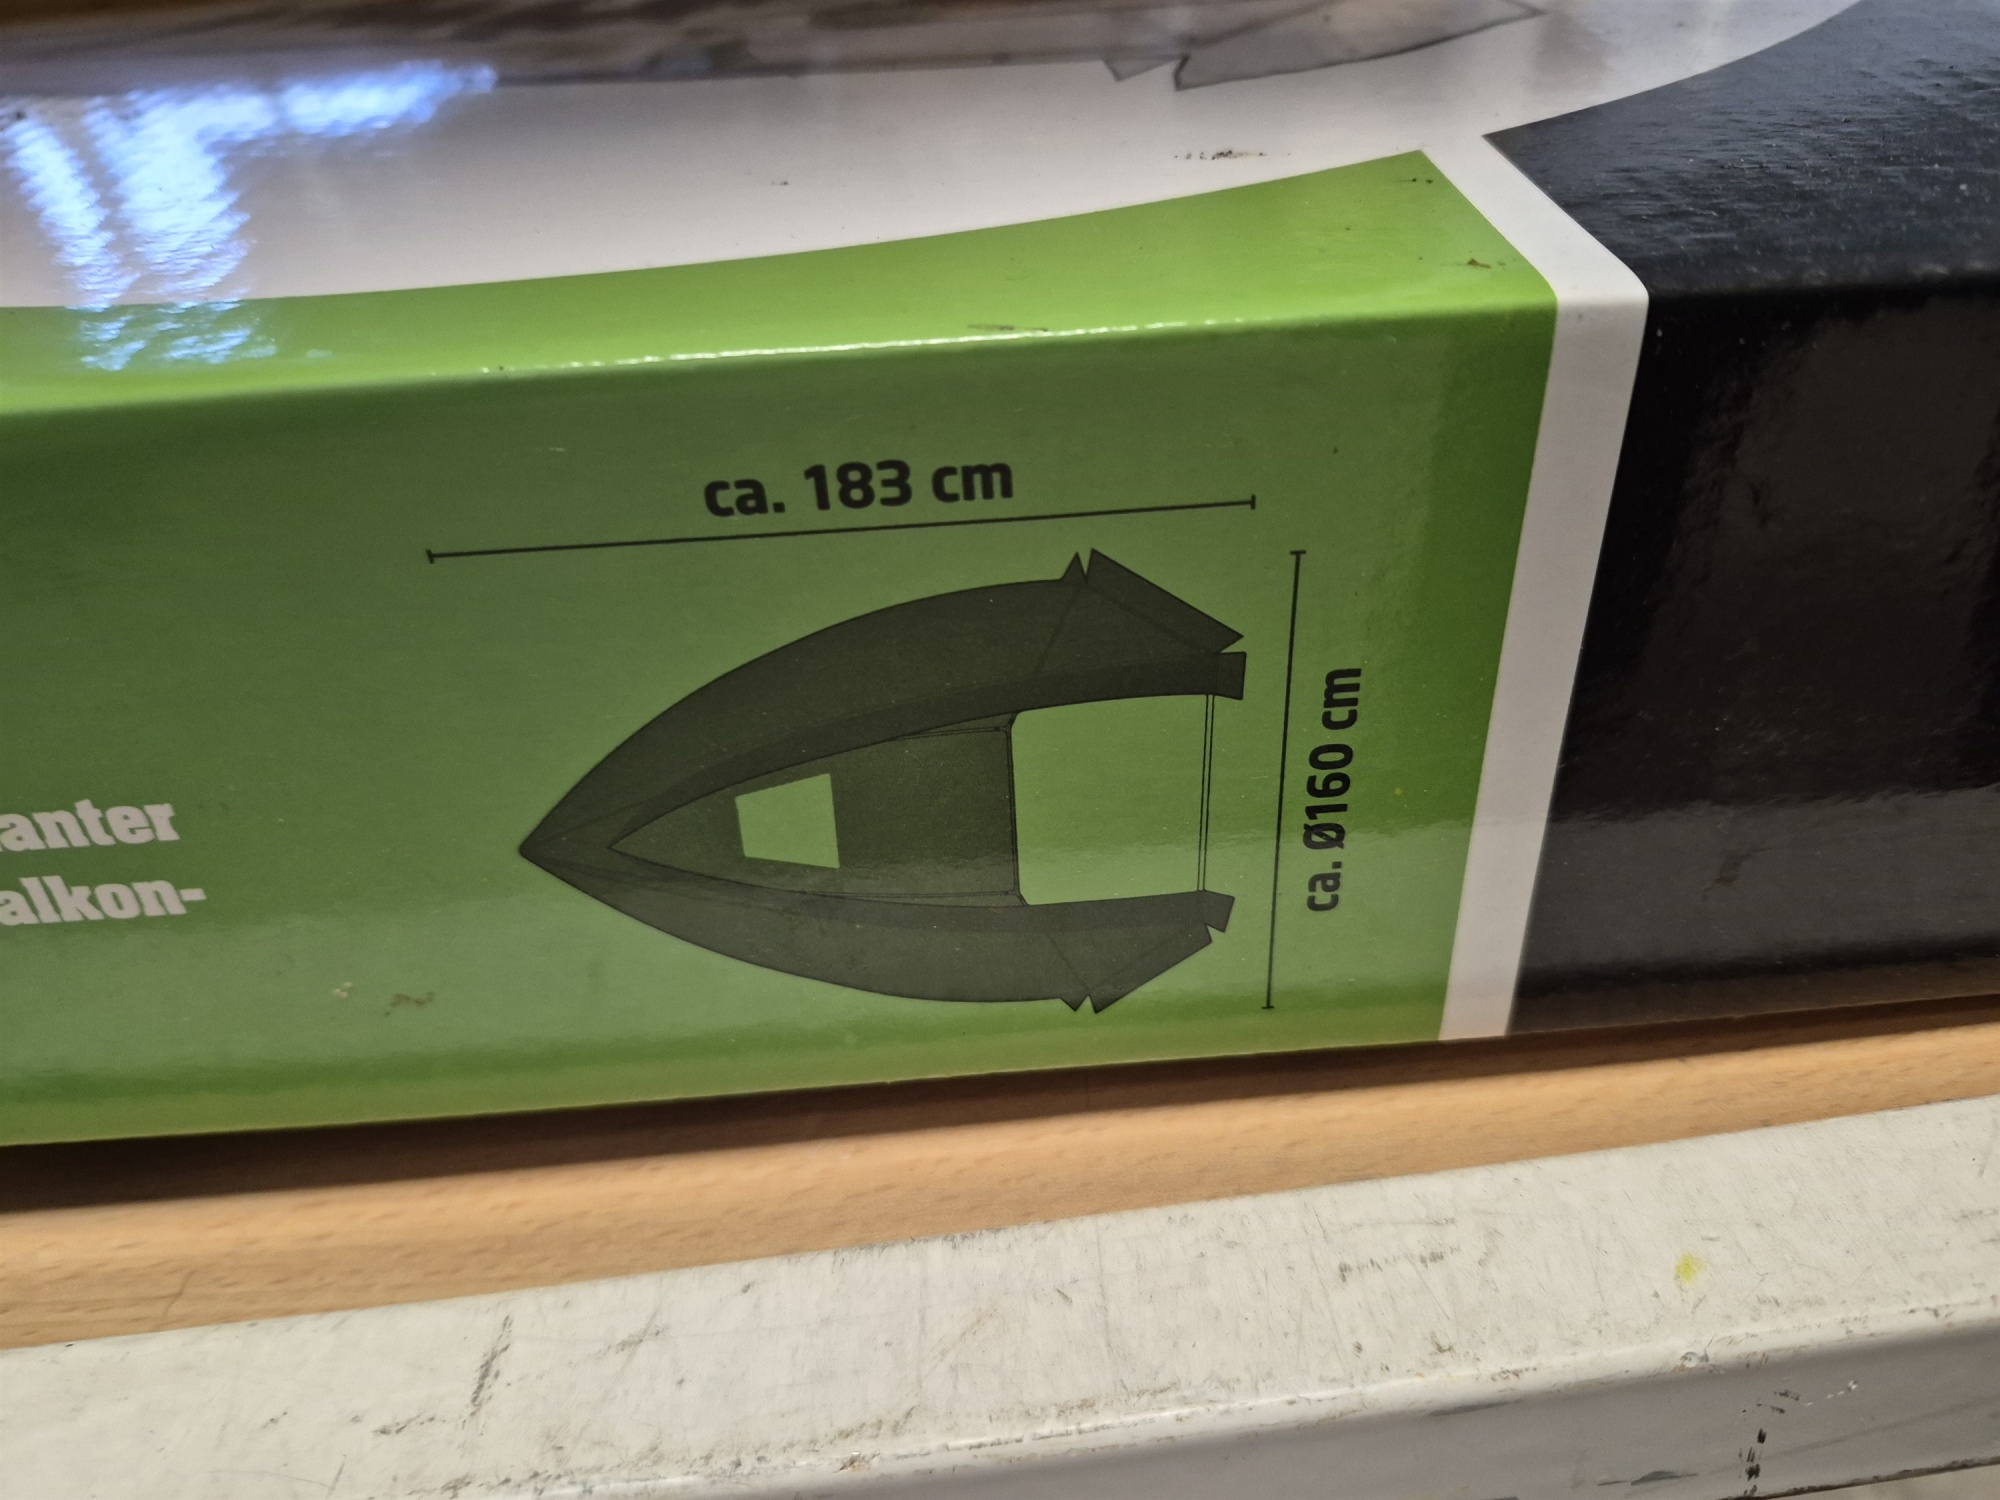 ca. 183 cm
ca. Ø160 cm
anter
alkon-